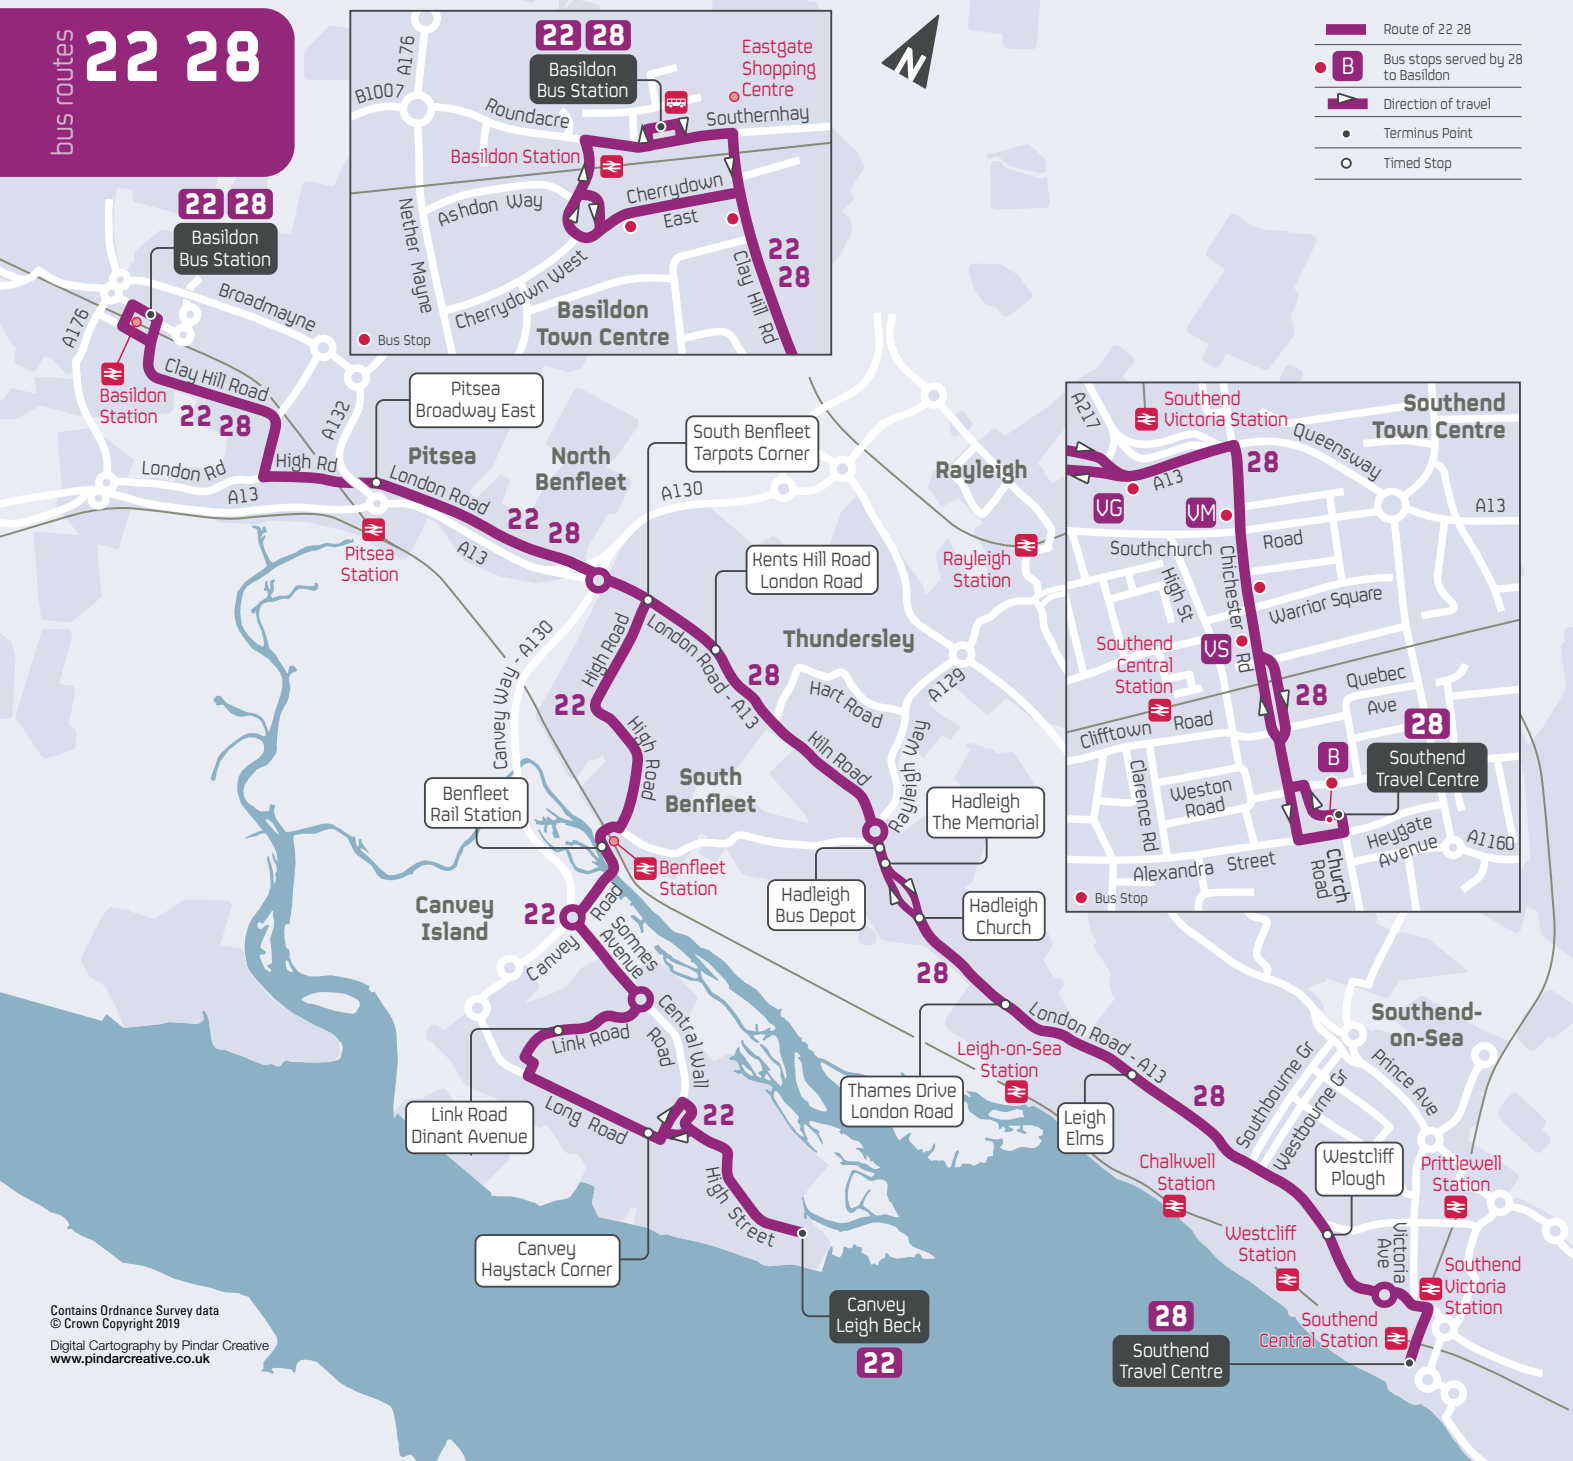 bus routes
22 28
22 28
Basildon
Bus Station
Eastgate
Shopping
Centre
A176
B1007
Roundacre
Southernhay
Basildon Station
Cherrydown
East
Ashdon Way
Nether Mayne
Cherrydown West
Clay Hill Rd
22
28
Basildon
Town Centre
Bus Stop
N
Route of 22 28
B
Bus stops served by 28
to Basildon
Direction of travel
Terminus Point
Timed Stop
22 28
Basildon
Bus Station
Broadmayne
A176
Clay Hill Road
Basildon
Station
22 28
A132
London Rd
High Rd
A13
Pitsea
Broadway East
Pitsea
London Road
North
Benfleet
22 28
A13
Pitsea
Station
South Benfleet
Tarpots Corner
A130
Rayleigh
Rayleigh
Station
Kents Hill Road
London Road
Thundersley
High Road
London Road - A13
28
Hart Road
A129
Canvey Way - A130
22
High Road
Kiln Road
Rayleigh Way
South
Benfleet
Benfleet
Rail Station
Benfleet
Station
Hadleigh
The Memorial
Hadleigh
Bus Depot
Hadleigh
Church
28
Canvey
Island
22
Road
Canvey
Somnes
Avenue
Central Wall
Road
Link Road
Link Road
Dinant Avenue
Long Road
22
High Street
Canvey
Haystack Corner
Canvey
Leigh Beck
22
London Road - A13
Leigh-on-Sea
Station
Thames Drive
London Road
Leigh
Elms
28
Southbourne Gr
Westbourne Gr
Prince Ave
Southend-
on-Sea
Chalkwell
Station
Westcliff
Plough
Prittlewell
Station
Westcliff
Station
Victoria
Ave
Southend
Victoria
Station
Southend
Central Station
28
Southend
Travel Centre
A217
Southend
Victoria Station
Southend
Town Centre
Queensway
28
A13
VG
VM
A13
Southchurch
Road
High St
Chichester
Rd
Warrior Square
Southend
Central
Station
VS
28
Quebec
Ave
Clifftown
Road
28
Southend
Travel Centre
B
Clarence Rd
Weston
Road
Heygate
Avenue
A1160
Alexandra Street
Church
Road
Bus Stop
Contains Ordnance Survey data
© Crown Copyright 2019
Digital Cartography by Pindar Creative
www.pindarcreative.co.uk